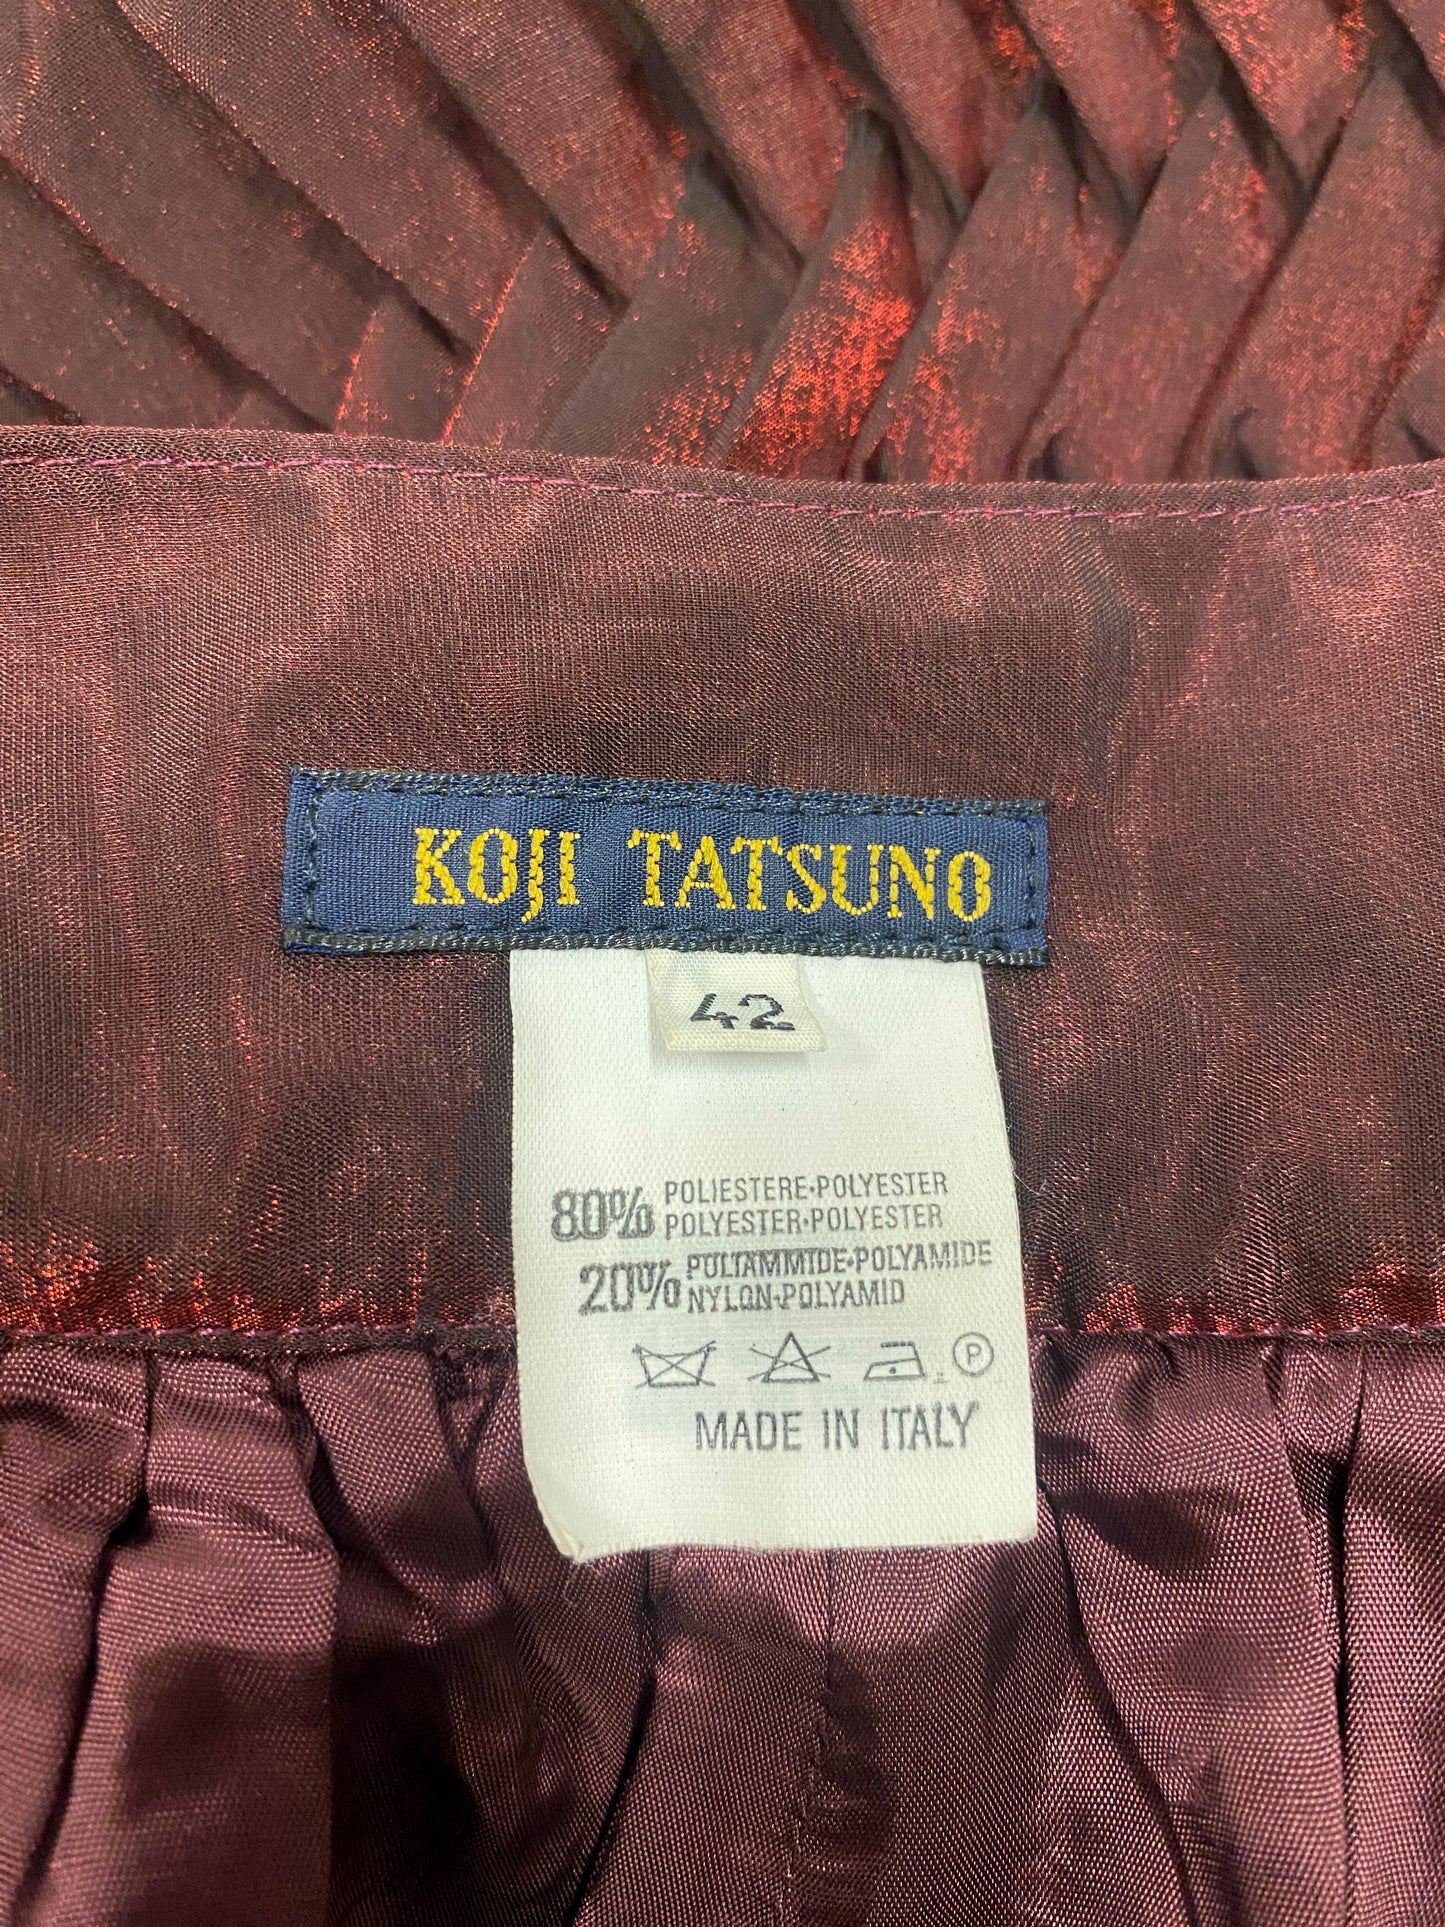 KOJI TATSUNO
42
80% POLIESTERE·POLYESTER
POLYESTER·POLYESTER
20% POLIAMMIDE·POLYAMIDE
NYLON·POLYAMID
P
MADE IN ITALY